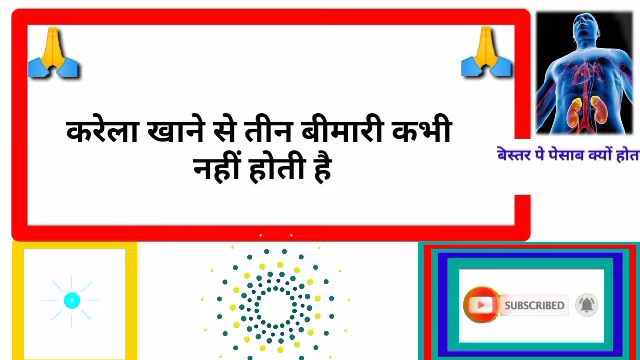 करेला खाने से तीन बीमारी कभी
नहीं होती है
बिस्तर पे पेसाब क्यों
SUBSCRIBED